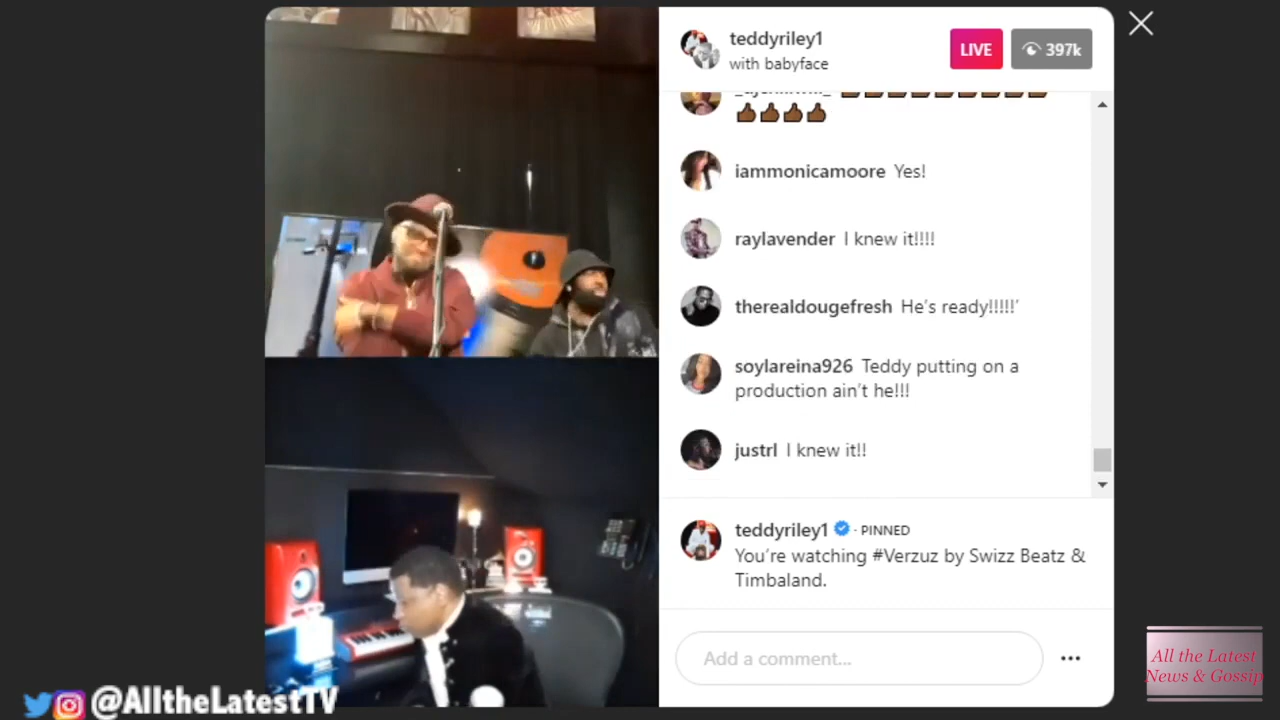 teddyriley1
with babyface
LIVE
397k
iammonicamoore Yes!
raylavender I knew it!!!!
therealdougefresh He's ready!!!!!'
soylareina926 Teddy putting on a
production ain't he!!!
justrl I knew it!!
teddyriley1 · PINNED
You're watching #Verzuz by Swizz Beatz &
Timbaland.
Add a comment...
@AlltheLatestTV
All the Latest
News & Gossip